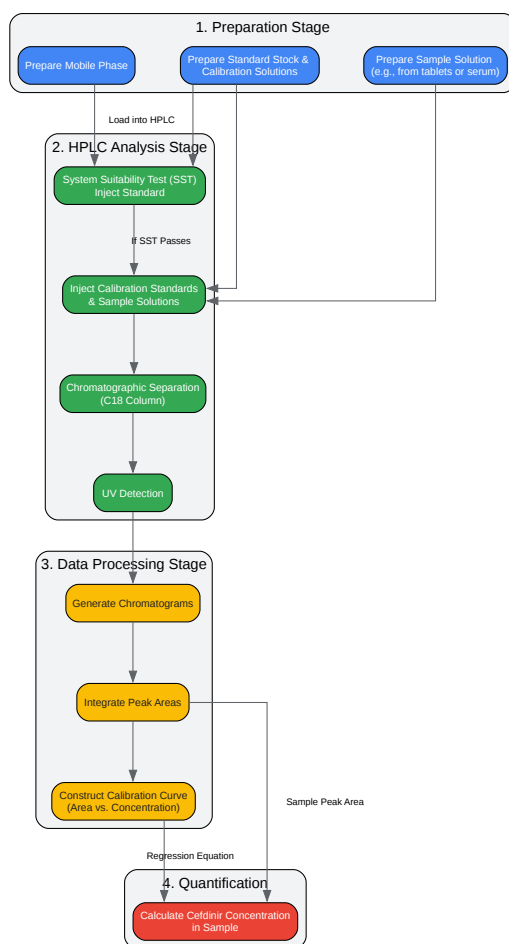 1. Preparation Stage
Prepare Mobile Phase
Prepare Standard Stock &
Calibration Solutions
Prepare Sample Solution
(e.g., from tablets or serum)
Load into HPLC
2. HPLC Analysis Stage
System Suitability Test (SST)
Inject Standard
If SST Passes
Inject Calibration Standards
& Sample Solutions
Chromatographic Separation
(C18 Column)
UV Detection
3. Data Processing Stage
Generate Chromatograms
Integrate Peak Areas
Construct Calibration Curve
(Area vs. Concentration)
Sample Peak Area
Regression Equation
4. Quantification
Calculate Cefdinir Concentration
in Sample